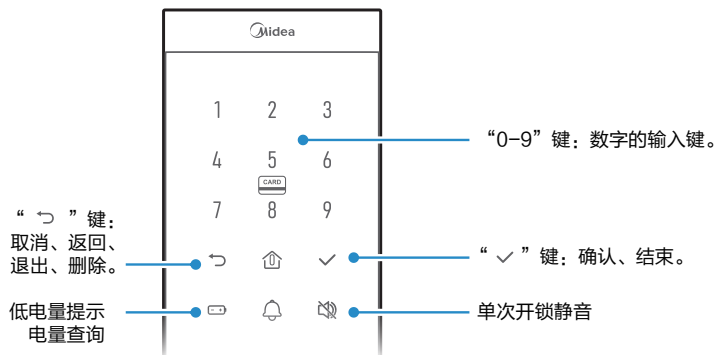 Midea
1 2 3
“0-9”键：数字的输入键。
4 5 6
CARD
7 8 9
“ ”键：
取消、返回、
退出、删除。
0
“ ✓ ”键：确认、结束。
低电量提示
电量查询
单次开锁静音